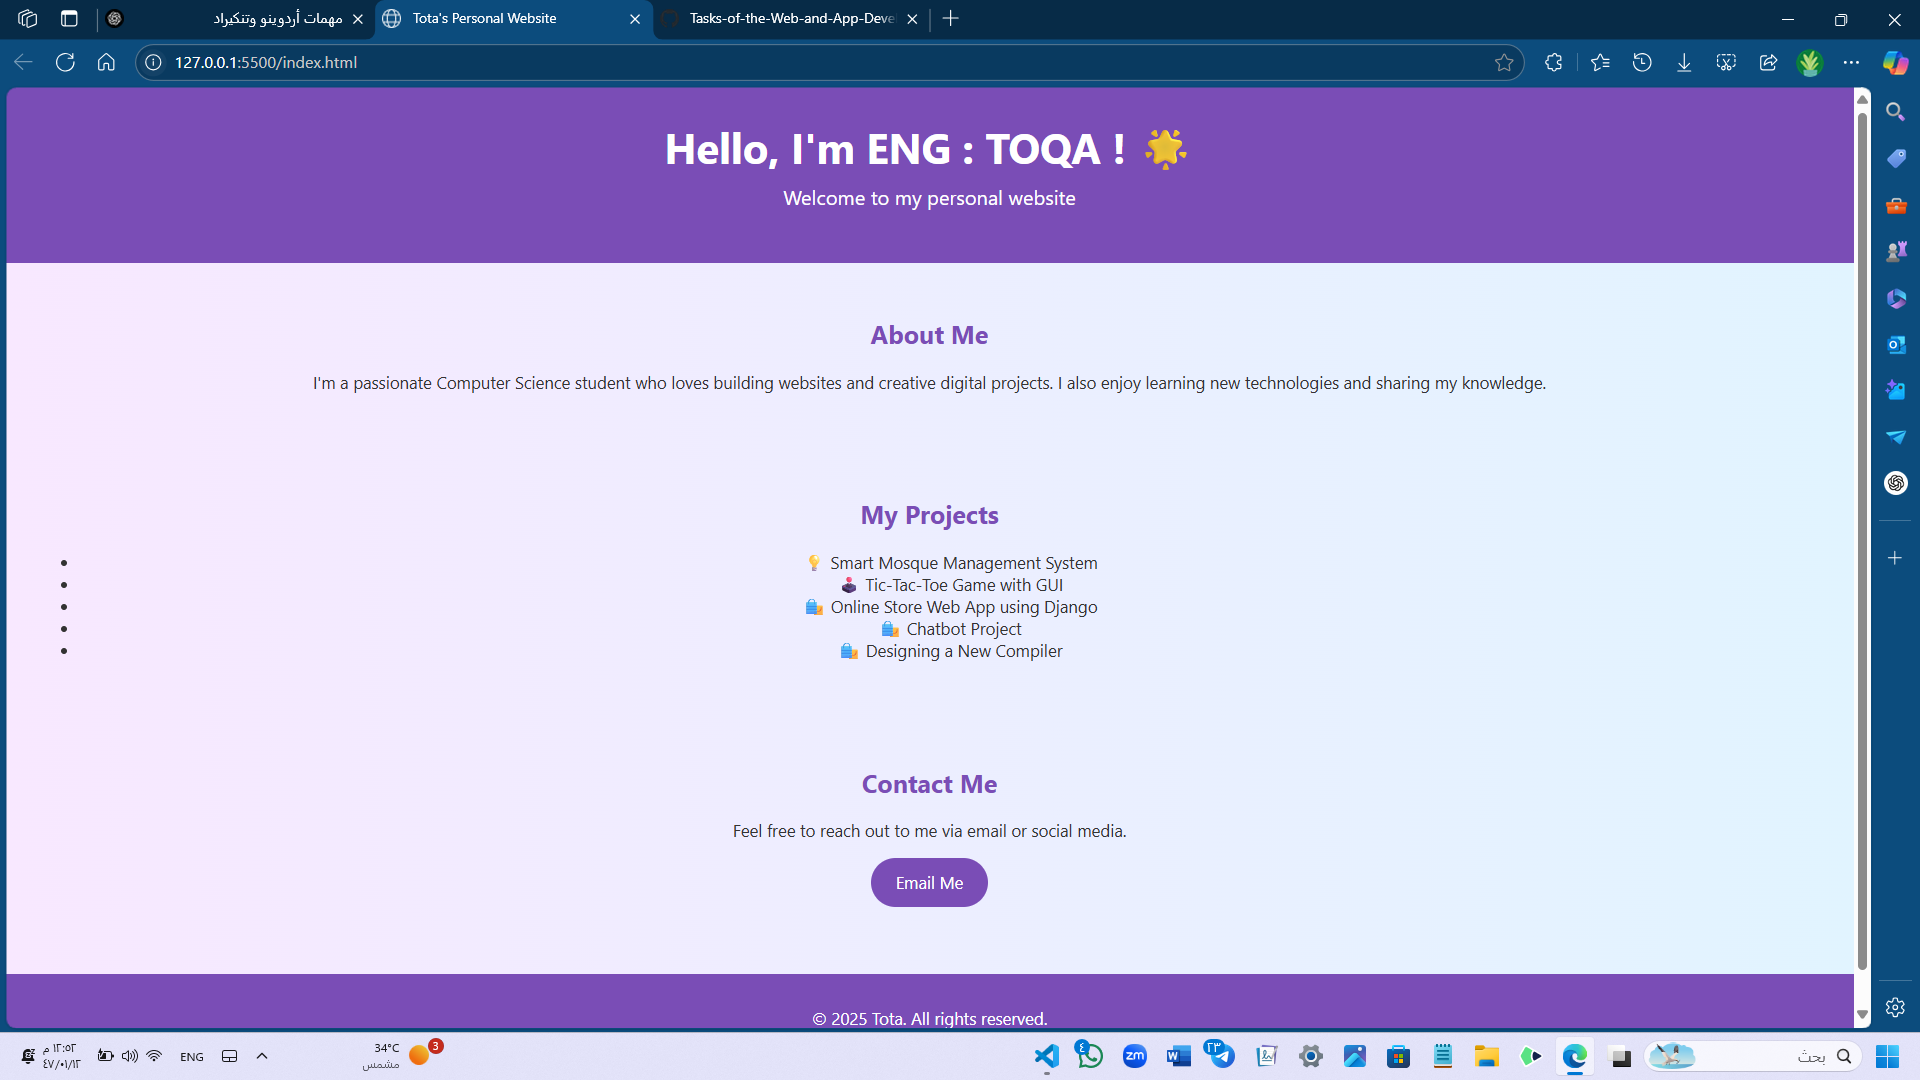 مهمات أردوينو وتنكيراد
Tota's Personal Website
Tasks-of-the-Web-and-App-Deve
127.0.0.1:5500/index.html
Hello, I'm ENG : TOQA ! 🌟
Welcome to my personal website
About Me
I'm a passionate Computer Science student who loves building websites and creative digital projects. I also enjoy learning new technologies and sharing my knowledge.
My Projects
• 💡 Smart Mosque Management System
• 🕹️ Tic-Tac-Toe Game with GUI
• 🛍️ Online Store Web App using Django
• 🛍️ Chatbot Project
• 🛍️ Designing a New Compiler
Contact Me
Feel free to reach out to me via email or social media.
Email Me
© 2025 Tota. All rights reserved.
١٢:٥٢ م
٤٧/٠١/١٢
ENG
34°C
مشمس
3
٤
zm
٢٣
بحث